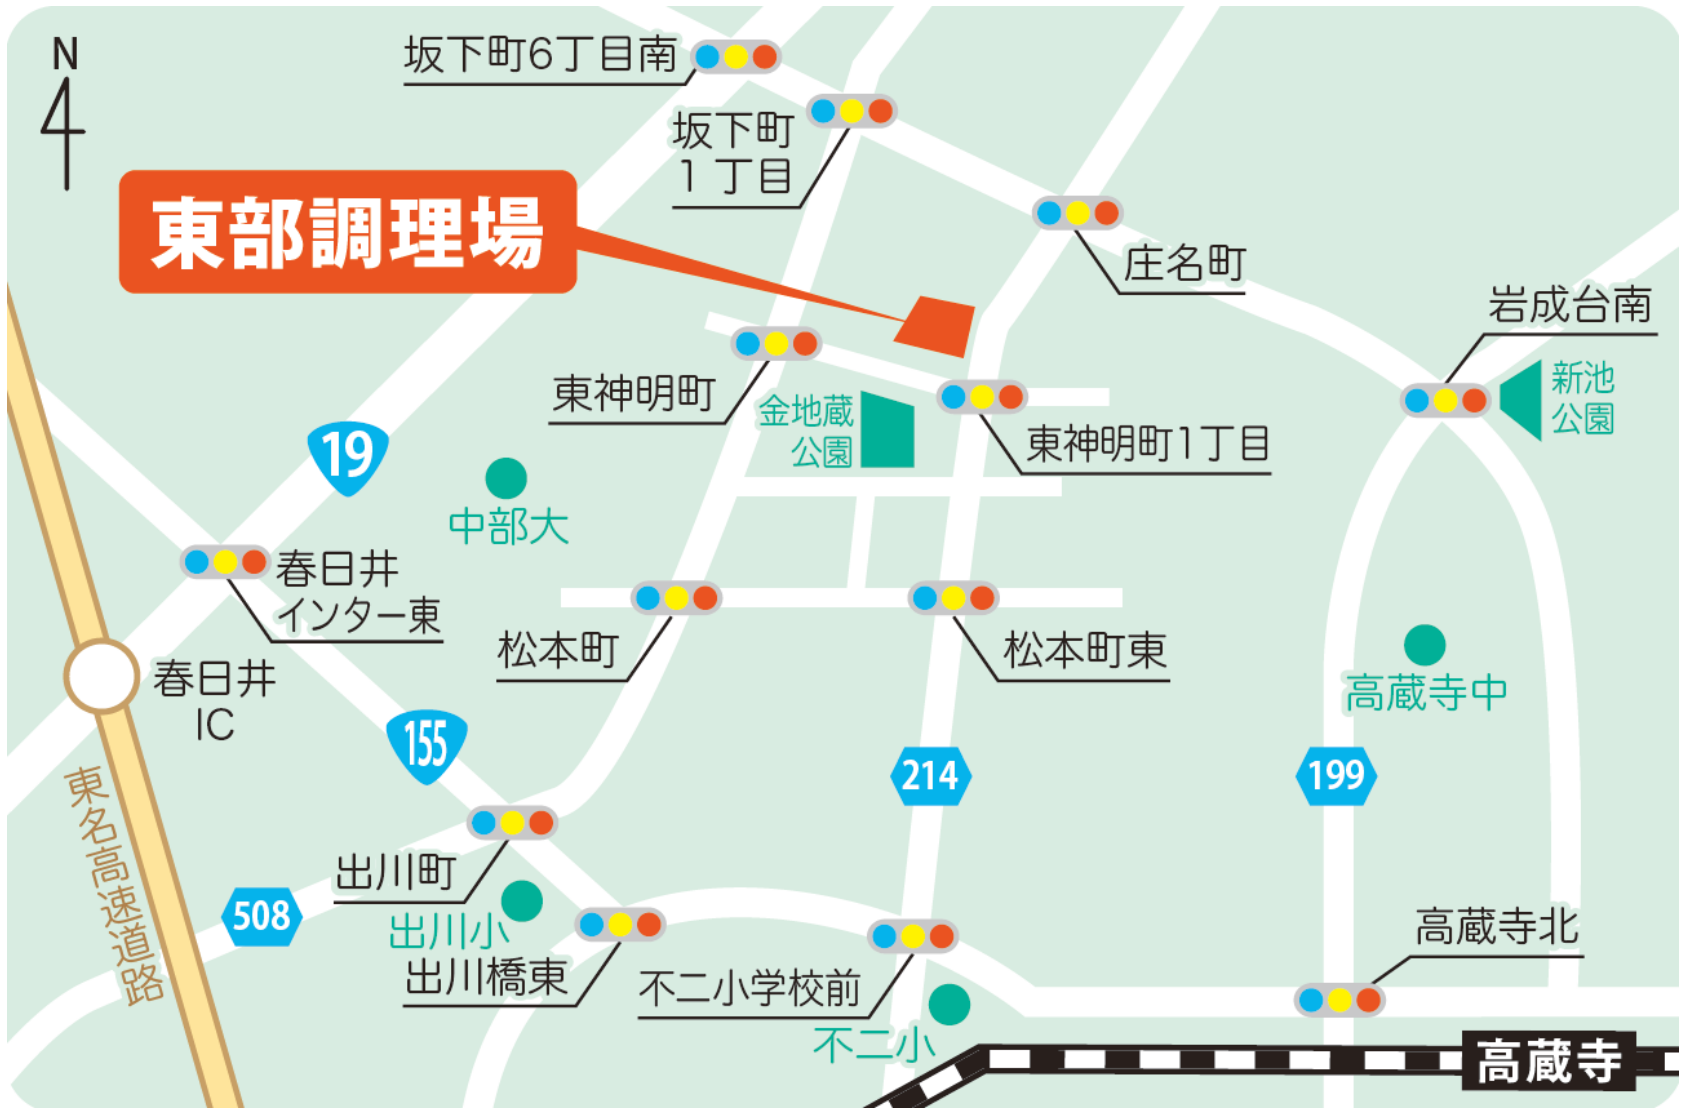 N
坂下町6丁目南
坂下町
1丁目
東部調理場
庄名町
岩成台南
新池
公園
東神明町
金地蔵
公園
東神明町1丁目
19
中部大
春日井
インター東
松本町
松本町東
春日井
IC
高蔵寺中
155
214
199
東名高速道路
出川町
508
出川小
出川橋東
不二小学校前
高蔵寺北
不二小
高蔵寺